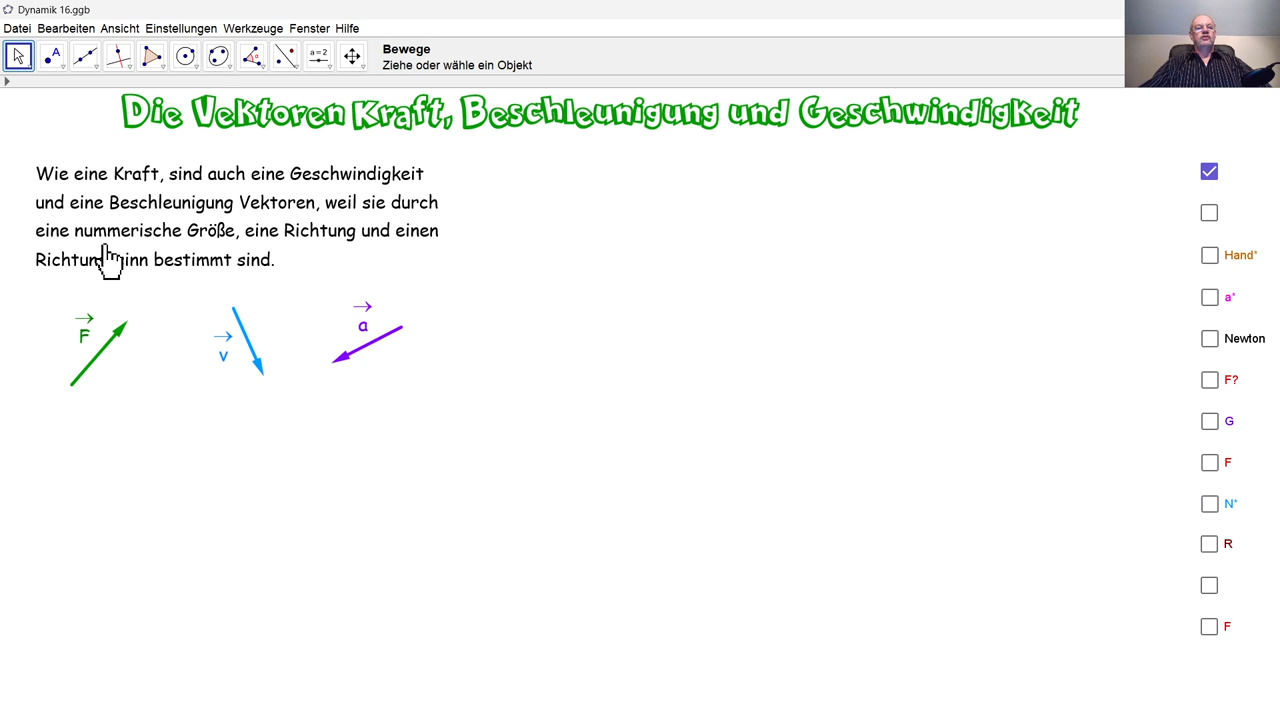 Dynamik 16.ggb
Datei Bearbeiten Ansicht Einstellungen Werkzeuge Fenster Hilfe
A
a=2
Bewege
Ziehe oder wähle ein Objekt
Die Vektoren Kraft, Beschleunigung und Geschwindigkeit
Wie eine Kraft, sind auch eine Geschwindigkeit
und eine Beschleunigung Vektoren, weil sie durch
eine nummerische Größe, eine Richtung und einen
bestimmt sind.
F
v
a
Hand*
a*
Newton
F?
G
F
N*
R
F